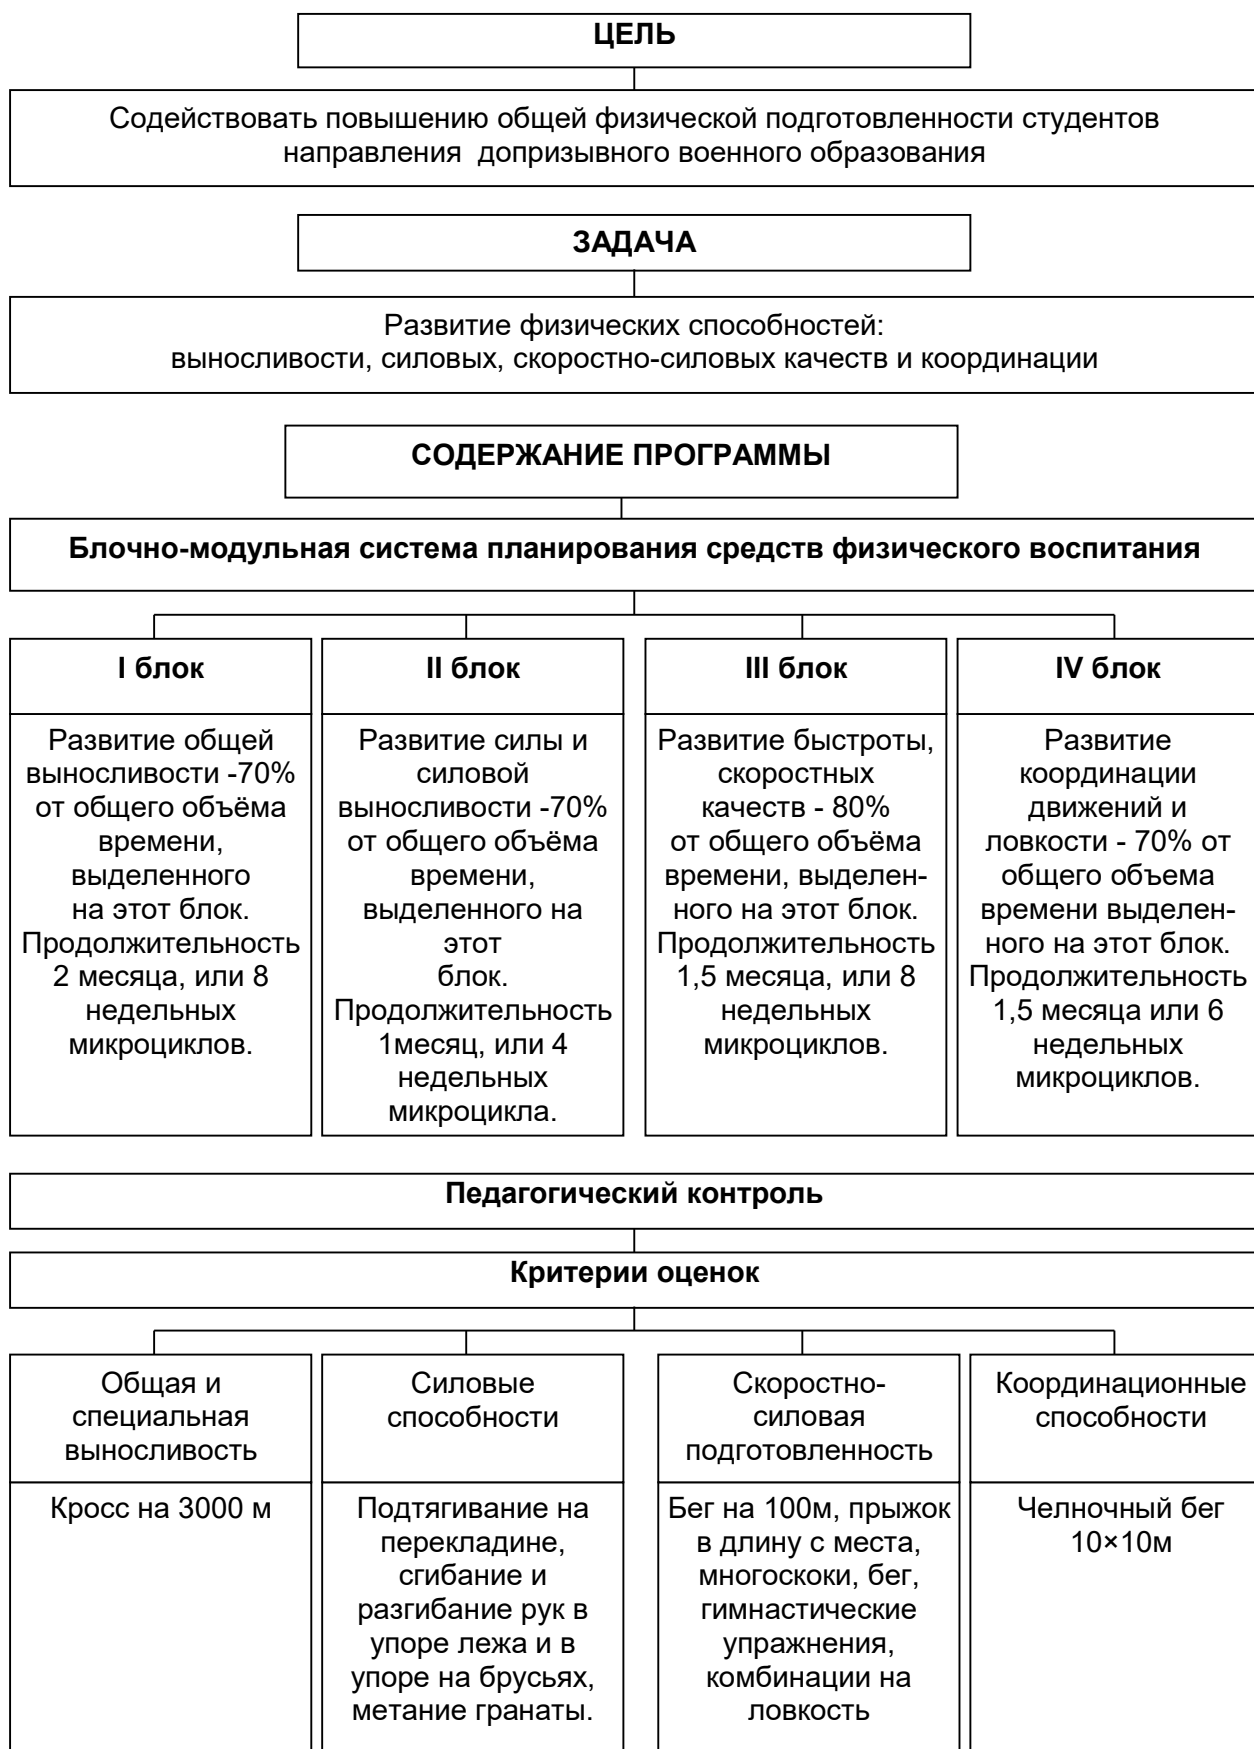 ЦЕЛЬ
Содействовать повышению общей физической подготовленности студентов
направления допризывного военного образования
ЗАДАЧА
Развитие физических способностей:
выносливости, силовых, скоростно-силовых качеств и координации
СОДЕРЖАНИЕ ПРОГРАММЫ
Блочно-модульная система планирования средств физического воспитания
I блок
Развитие общей
выносливости -70%
от общего объёма
времени,
выделенного
на этот блок.
Продолжительность
2 месяца, или 8
недельных
микроциклов.
II блок
Развитие силы и
силовой
выносливости -70%
от общего объёма
времени,
выделенного на
этот
блок.
Продолжительность
1месяц, или 4
недельных
микроцикла.
III блок
Развитие быстроты,
скоростных
качеств - 80%
от общего объёма
времени, выделен-
ного на этот блок.
Продолжительность
1,5 месяца, или 8
недельных
микроциклов.
IV блок
Развитие
координации
движений и
ловкости - 70% от
общего объема
времени выделен-
ного на этот блок.
Продолжительность
1,5 месяца или 6
недельных
микроциклов.
Педагогический контроль
Критерии оценок
Общая и
специальная
выносливость
Кросс на 3000 м
Силовые
способности
Подтягивание на
перекладине,
сгибание и
разгибание рук в
упоре лежа и в
упоре на брусьях,
метание гранаты.
Скоростно-
силовая
подготовленность
Бег на 100м, прыжок
в длину с места,
многоскоки, бег,
гимнастические
упражнения,
комбинации на
ловкость
Координационные
способности
Челночный бег
10×10м